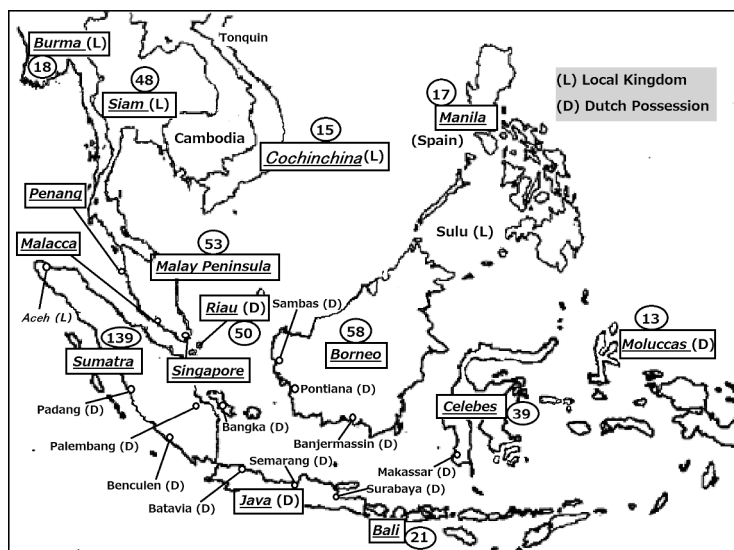 Tonquin
Burma (L)
18
48
Siam (L)
Cambodia
15
Cochinchina (L)
17
Manila
(Spain)
(L) Local Kingdom
(D) Dutch Possession
Penang
Malacca
53
Malay Peninsula
Sulu (L)
Aceh (L)
Riau (D)
50
Sambas (D)
139
Sumatra
Singapore
58
Borneo
13
Moluccas (D)
Padang (D)
Pontiana (D)
Celebes
39
Palembang (D)
Bangka (D)
Banjermassin (D)
Benculen (D)
Semarang (D)
Makassar (D)
Batavia (D)
Java (D)
Surabaya (D)
Bali
21